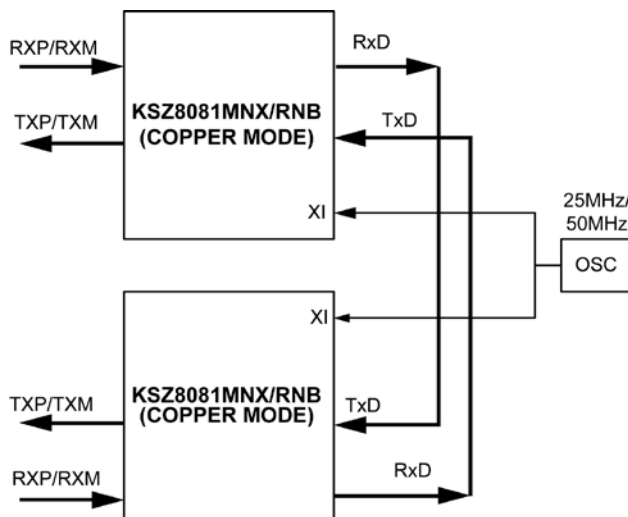 RXP/RXM
RxD
KSZ8081MNX/RNB
(COPPER MODE)
TXP/TXM
TxD
XI
25MHz/
50MHz
OSC
XI
KSZ8081MNX/RNB
(COPPER MODE)
TXP/TXM
TxD
RXP/RXM
RxD